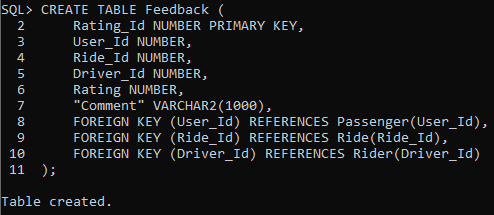 SQL> CREATE TABLE Feedback (
  2      Rating_Id NUMBER PRIMARY KEY,
  3      User_Id NUMBER,
  4      Ride_Id NUMBER,
  5      Driver_Id NUMBER,
  6      Rating NUMBER,
  7      "Comment" VARCHAR2(1000),
  8      FOREIGN KEY (User_Id) REFERENCES Passenger(User_Id),
  9      FOREIGN KEY (Ride_Id) REFERENCES Ride(Ride_Id),
 10      FOREIGN KEY (Driver_Id) REFERENCES Rider(Driver_Id)
 11  );
Table created.